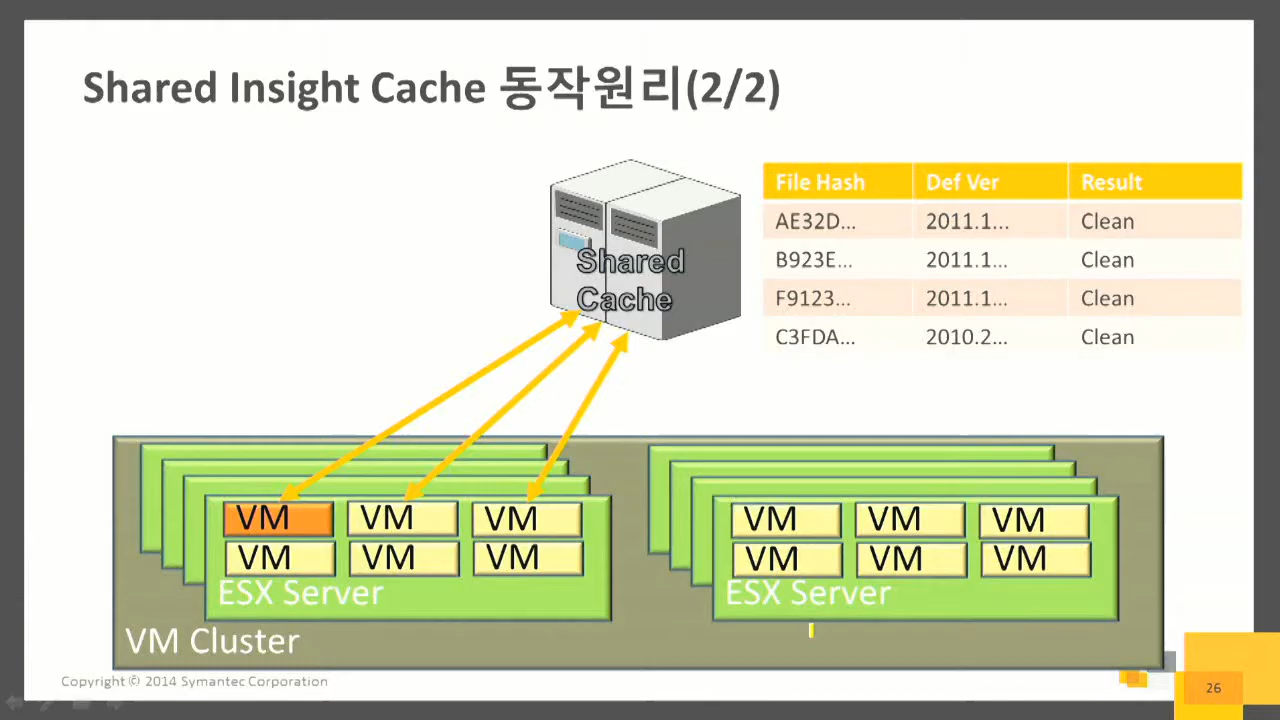 Shared Insight Cache 동작원리(2/2)
File Hash Def Ver Result
AE32D... 2011.1... Clean
B923E... 2011.1... Clean
F9123... 2011.1... Clean
C3FDA... 2010.2... Clean
Shared
Cache
VM VM VM
VM VM VM
ESX Server
VM VM VM
VM VM VM
ESX Server
VM Cluster
Copyright © 2014 Symantec Corporation
26